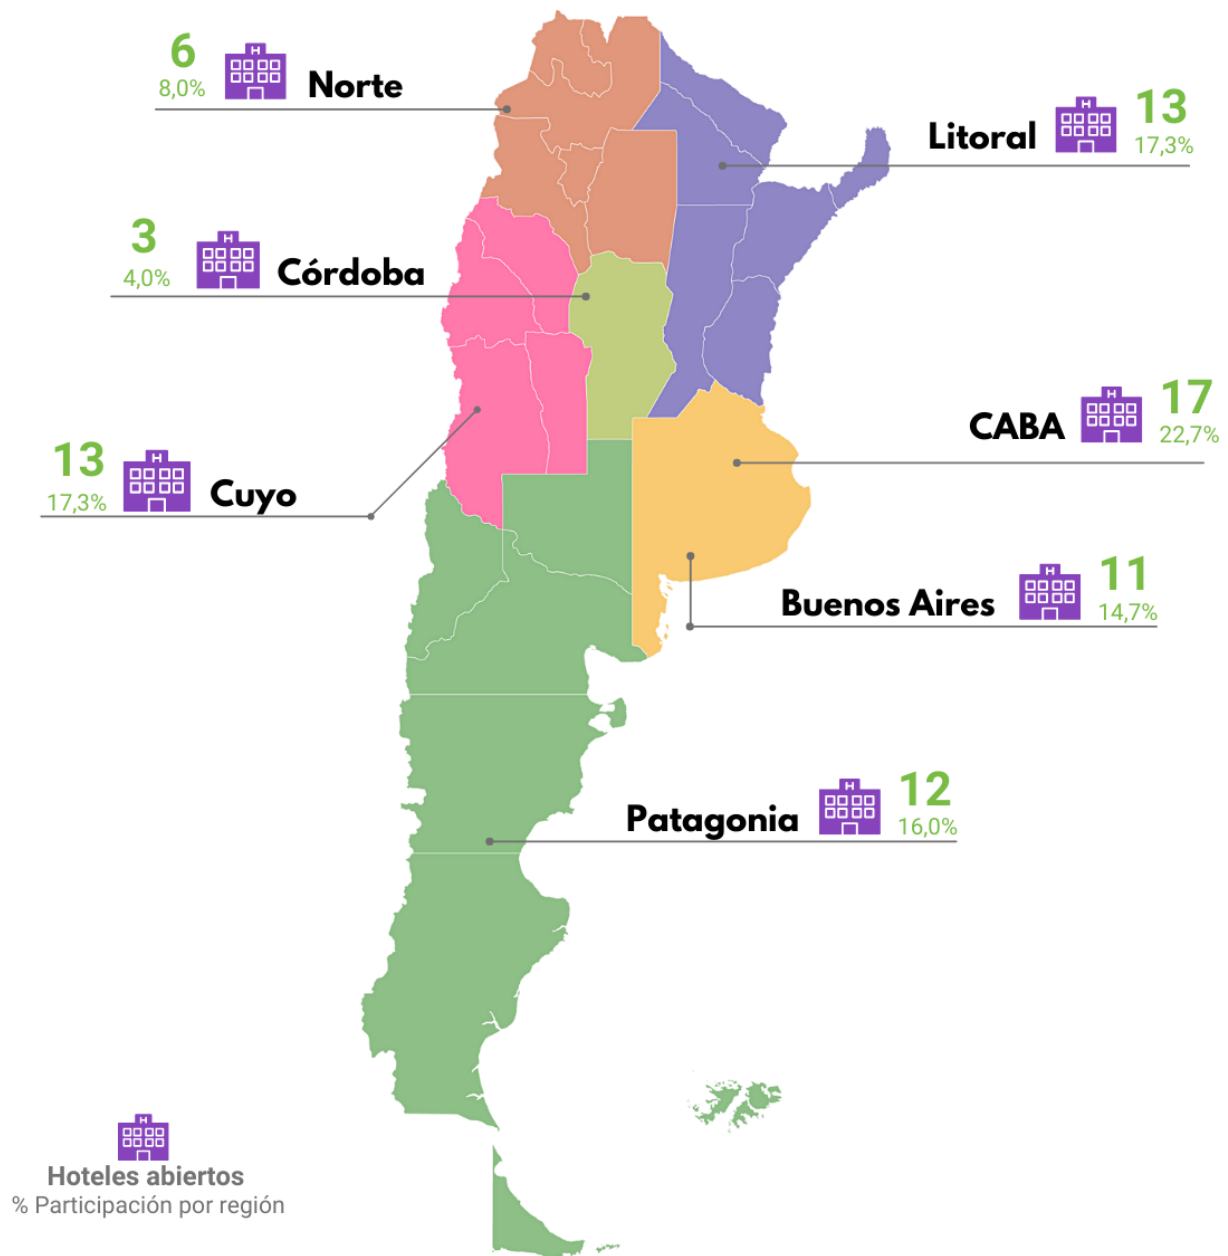 6
8,0%
Norte
13
17,3%
Litoral
3
4,0%
Córdoba
17
22,7%
CABA
13
17,3%
Cuyo
11
14,7%
Buenos Aires
12
16,0%
Patagonia
H
Hoteles abiertos
% Participación por región